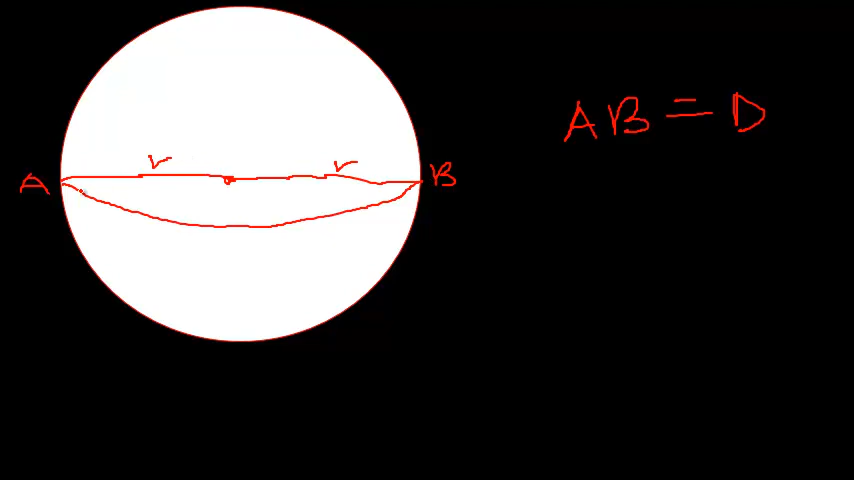 AB = D
r r
A B